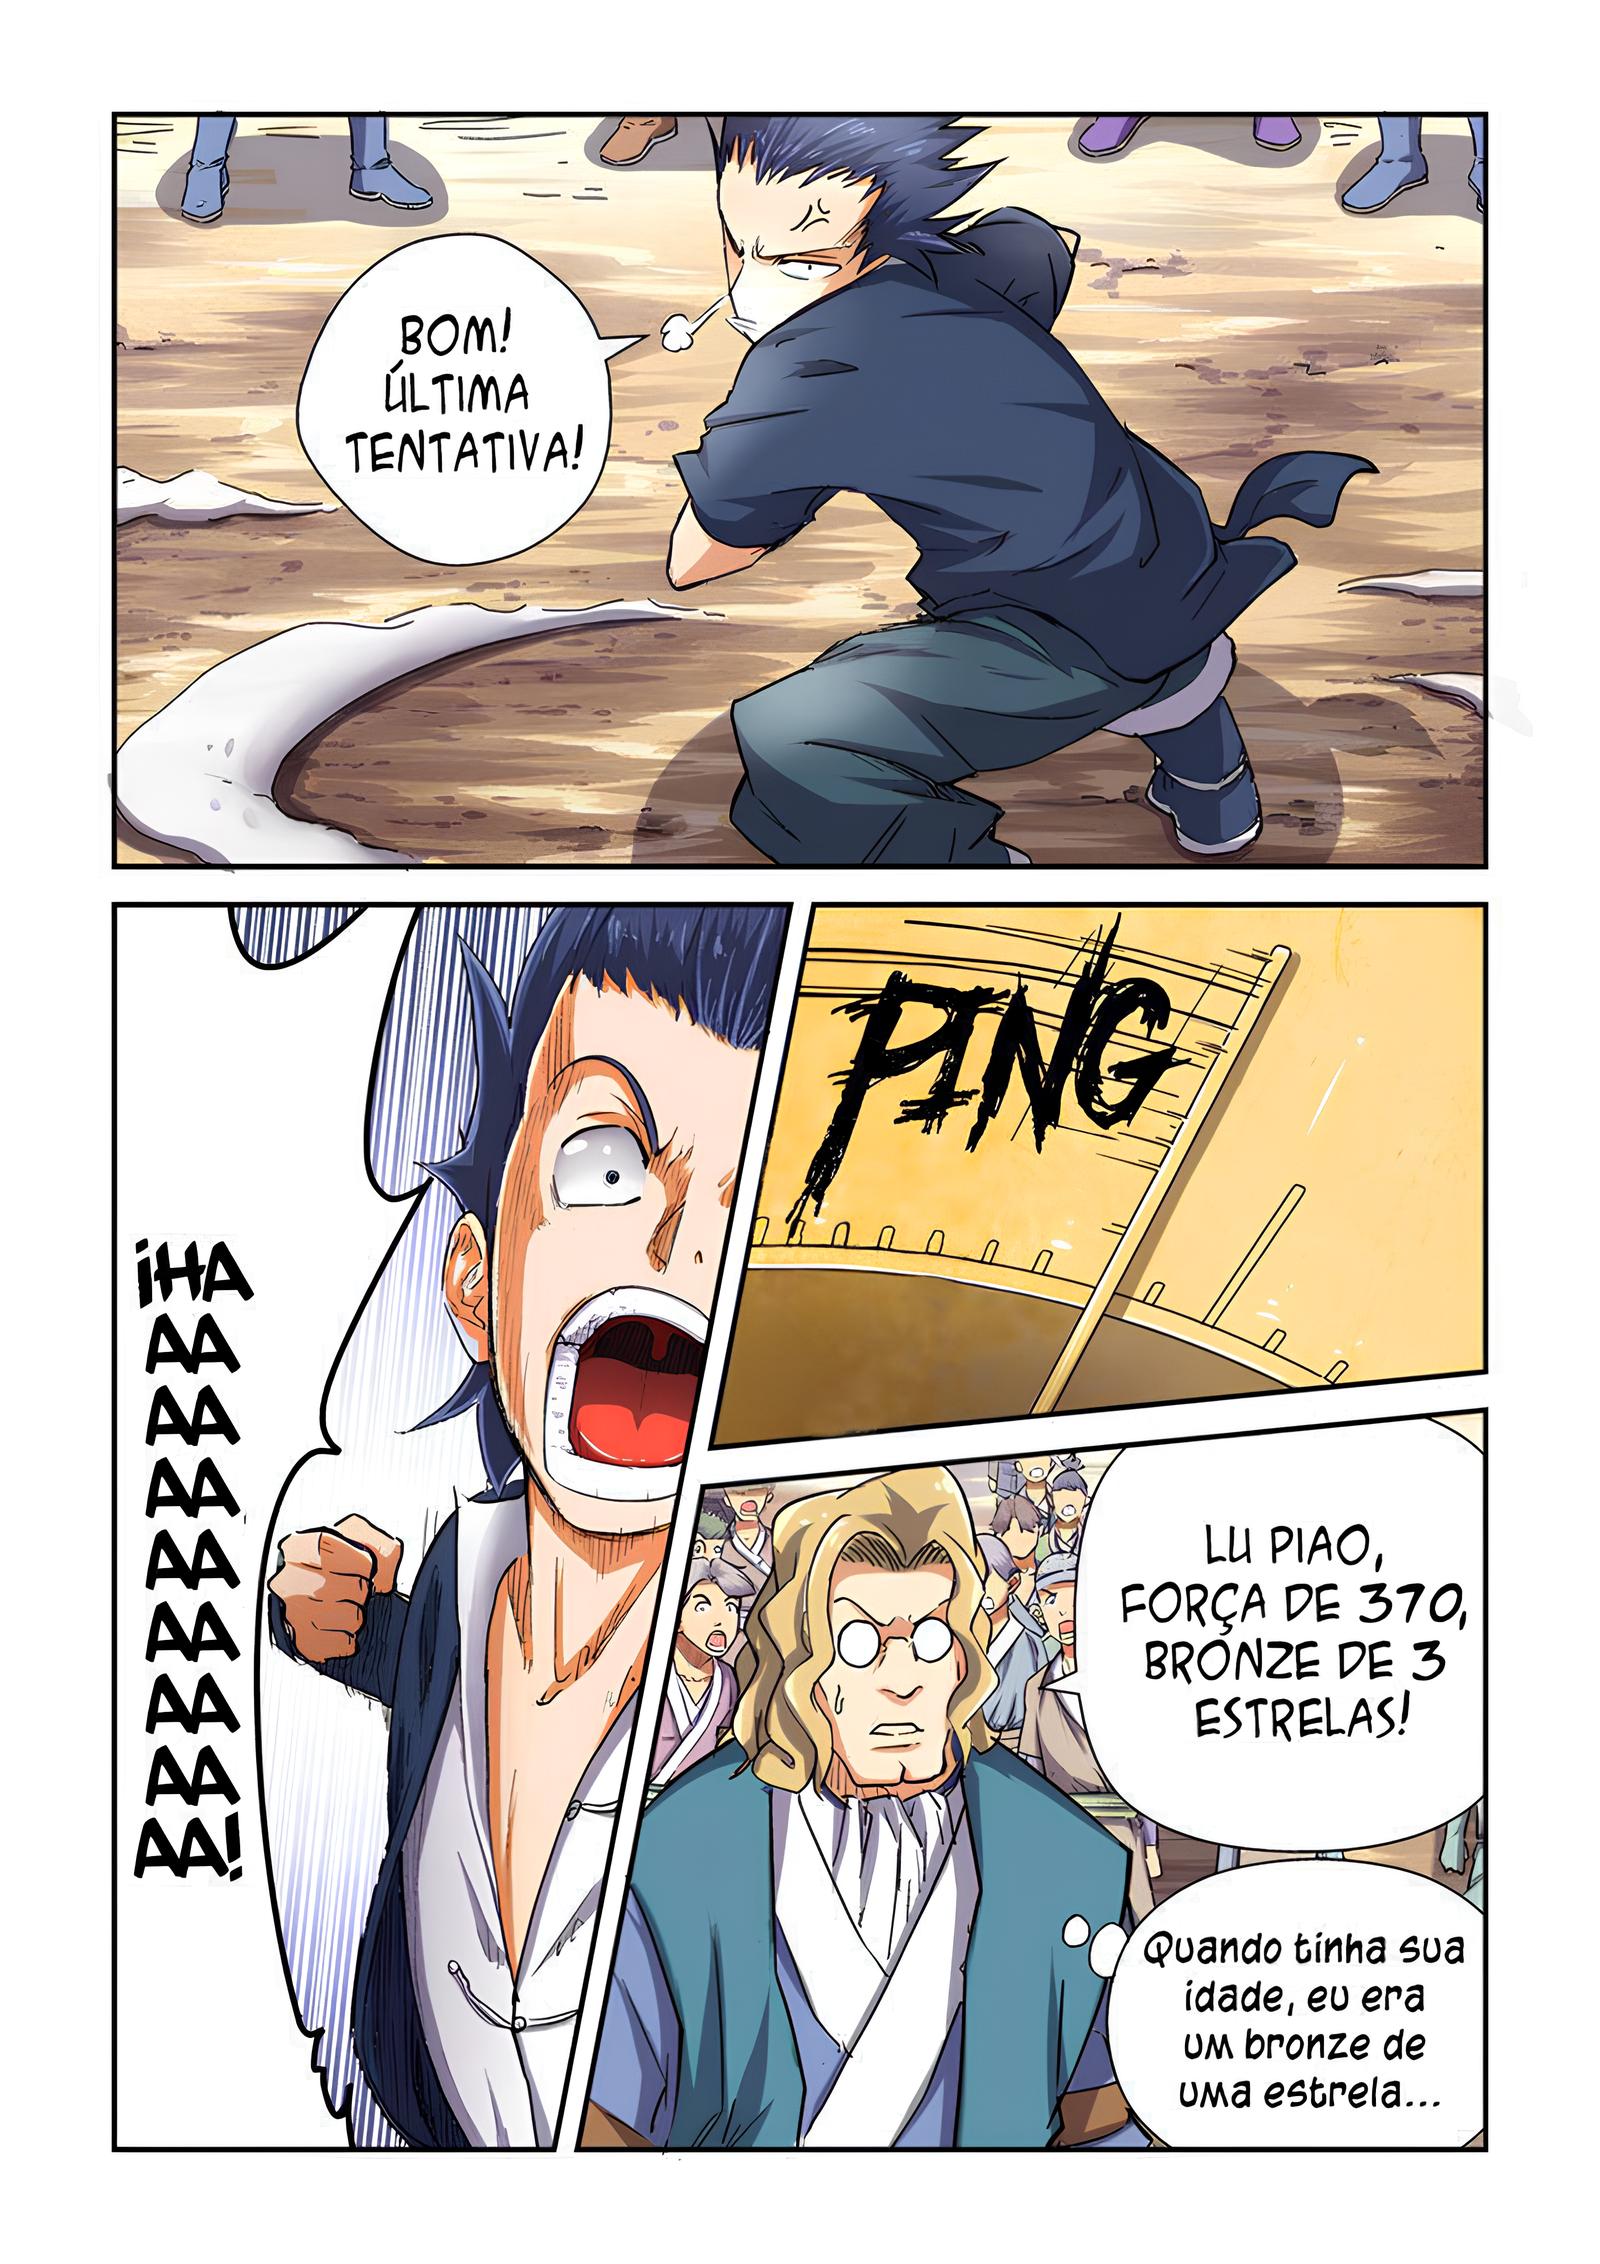 BOM!
ÚLTIMA
TENTATIVA!
¡HA
AA
AA
AA
AA
AA
AA
AA
AA!
PING
LU PIAO,
FORÇA DE 370,
BRONZE DE 3
ESTRELAS!
Quando tinha sua
idade, eu era
um bronze de
uma estrela...